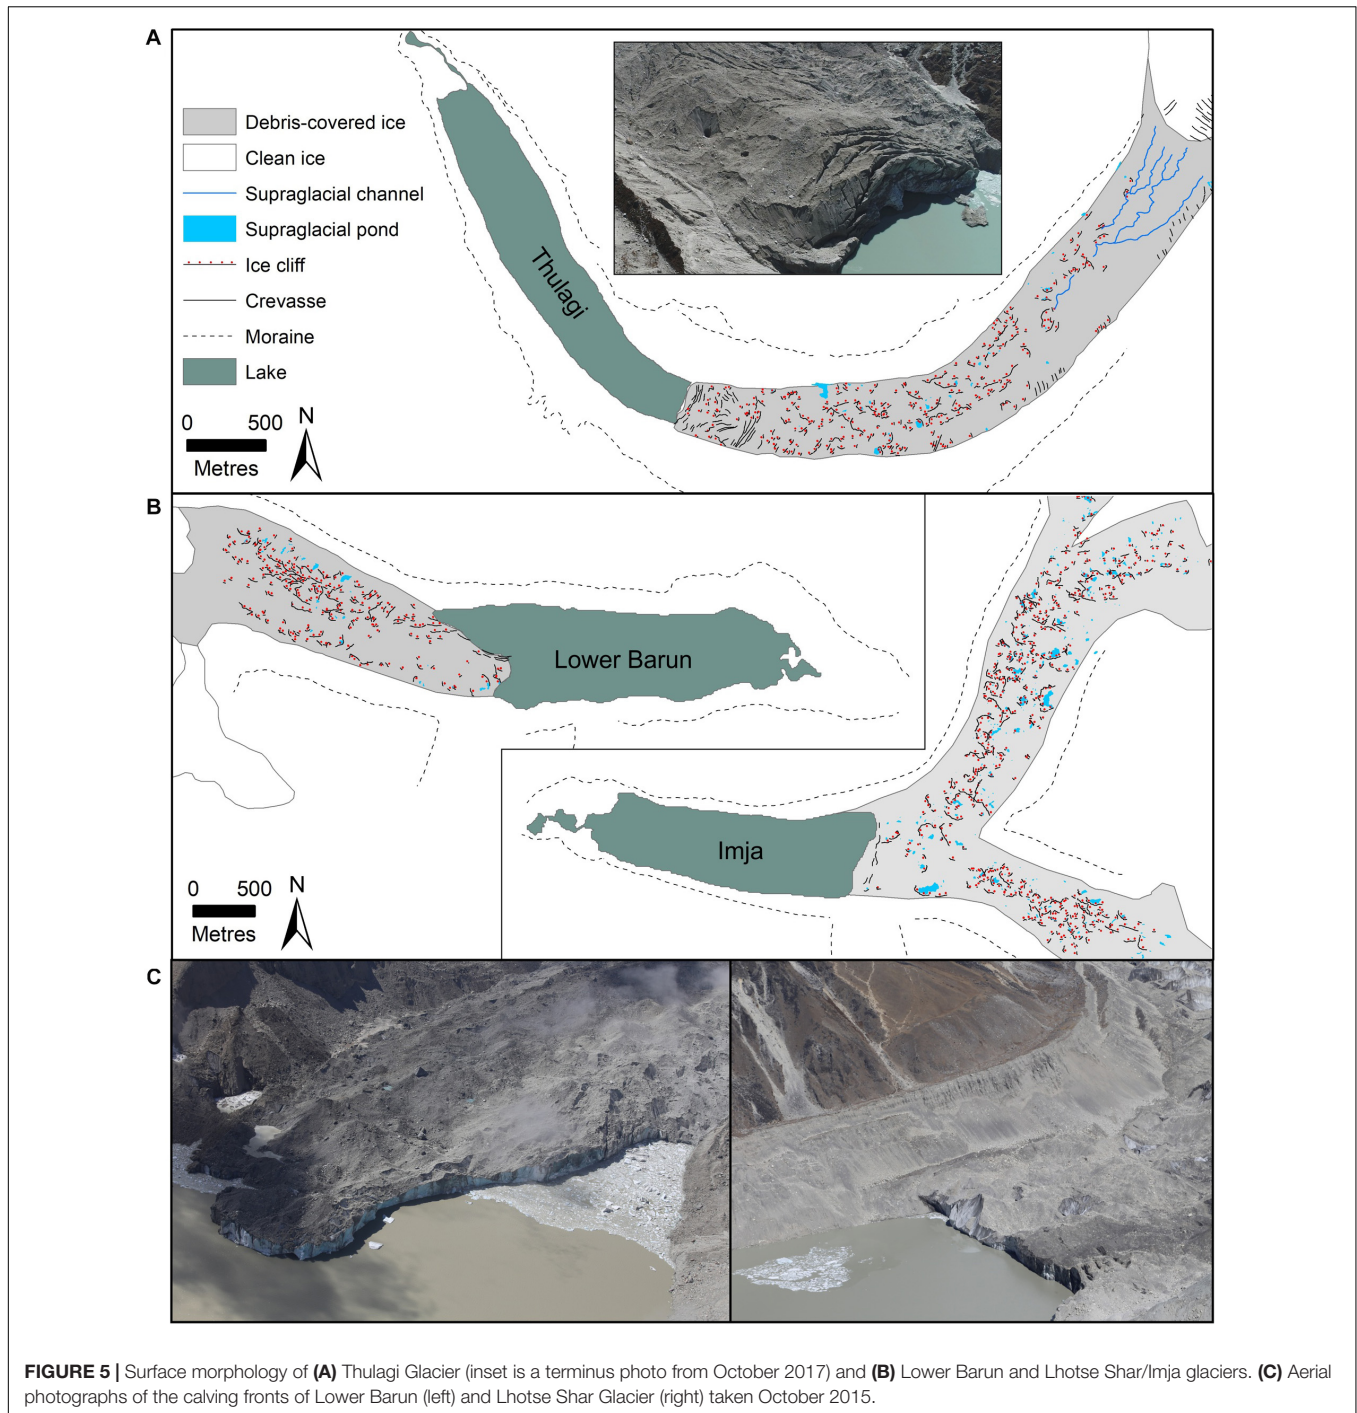 A
Debris-covered ice
Clean ice
Supraglacial channel
Supraglacial pond
Ice cliff
Crevasse
Moraine
Lake
0 500
Metres
N
Thulagi
B
Lower Barun
Imja
0 500
Metres
N
C
FIGURE 5 | Surface morphology of (A) Thulagi Glacier (inset is a terminus photo from October 2017) and (B) Lower Barun and Lhotse Shar/Imja glaciers. (C) Aerial
photographs of the calving fronts of Lower Barun (left) and Lhotse Shar Glacier (right) taken October 2015.